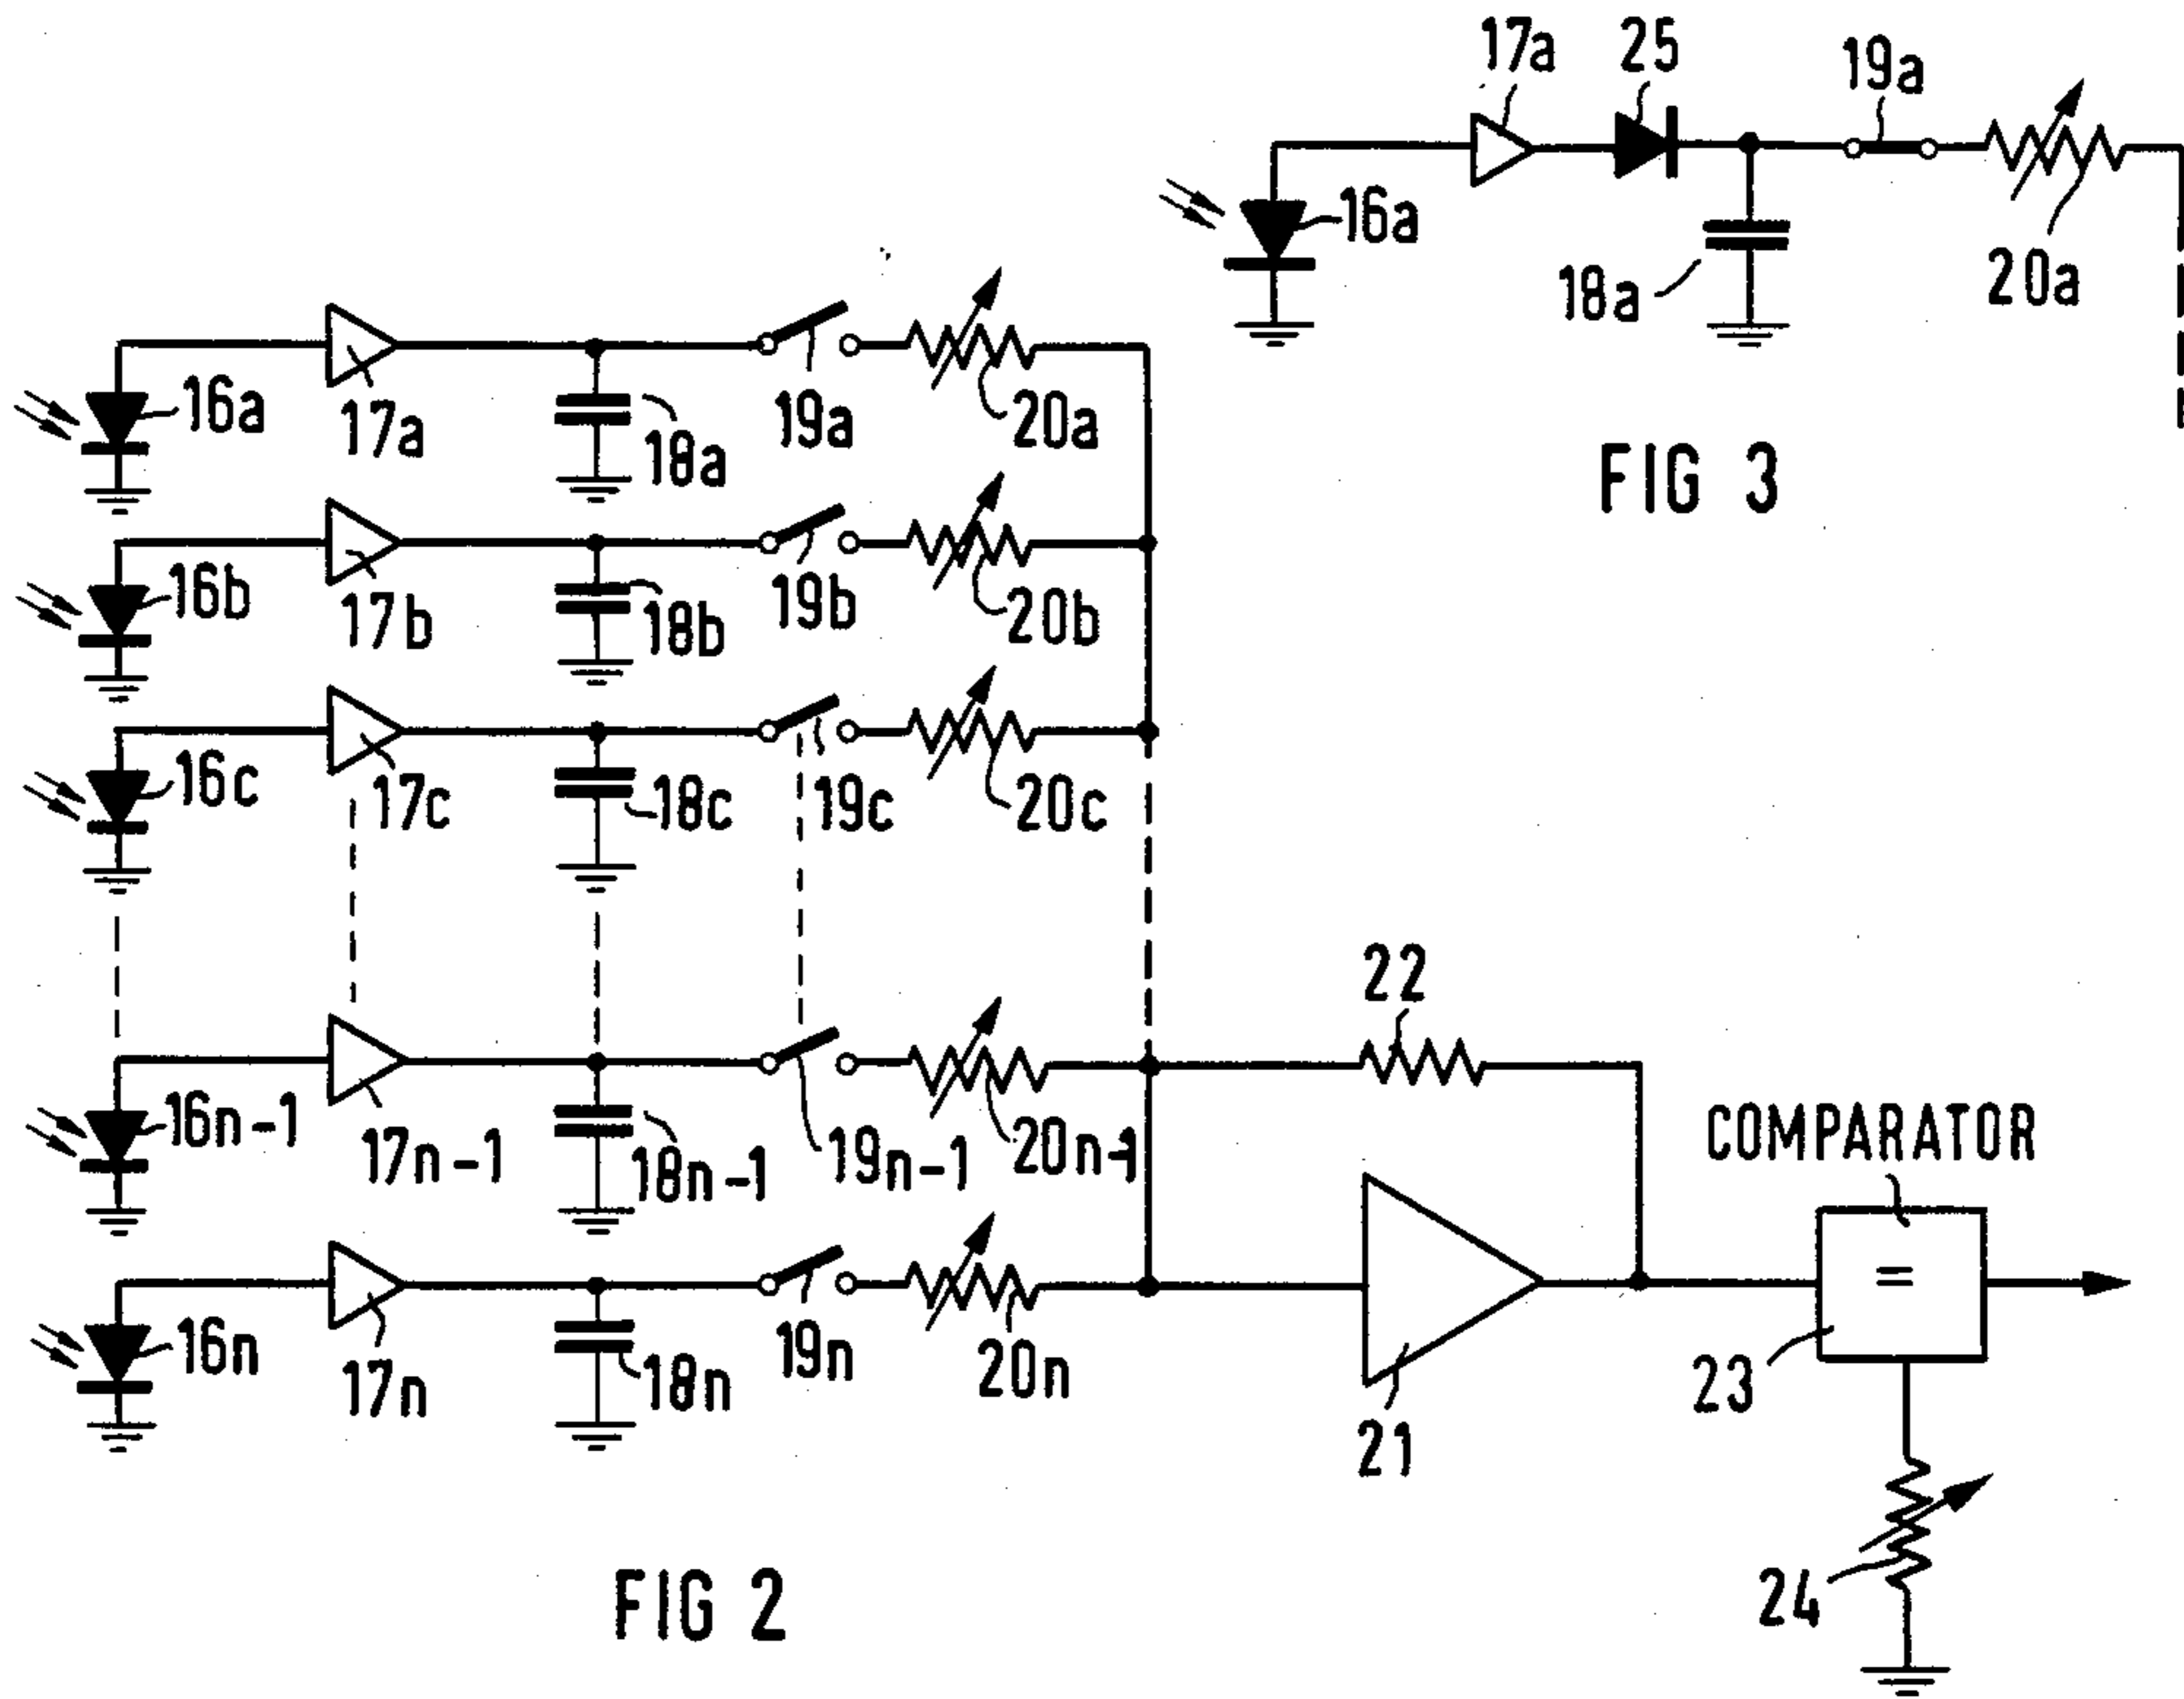 17a 25 19a
16a
18a 20a
FIG 3
16a 17a 18a 19a 20a
16b 17b 18b 19b 20b
16c 17c 18c 19c 20c
22
16n-1 17n-1 18n-1 19n-1 20n-1
COMPARATOR
=
16n 17n 18n 19n 20n
21
23
24
FIG 2